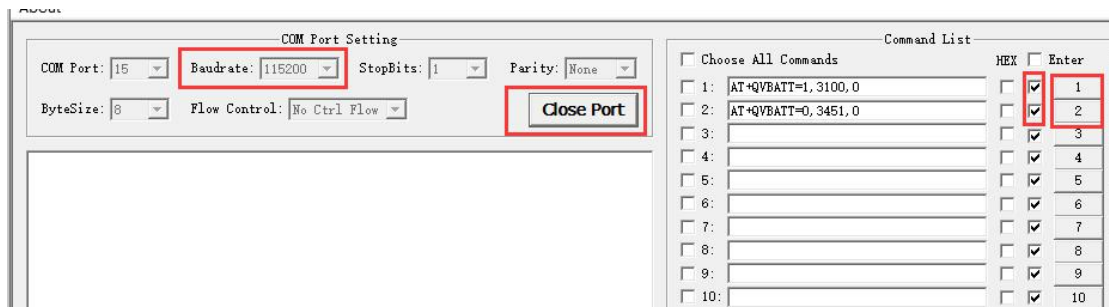 About
COM Port Setting
COM Port: 15 Baudrate: 115200 StopBits: 1 Parity: None
ByteSize: 8 Flow Control: No Ctrl Flow Close Port
Command List
Choose All Commands HEX Enter
1: AT+QVBATT=1,3100,0 1
2: AT+QVBATT=0,3451,0 2
3: 3
4: 4
5: 5
6: 6
7: 7
8: 8
9: 9
10: 10